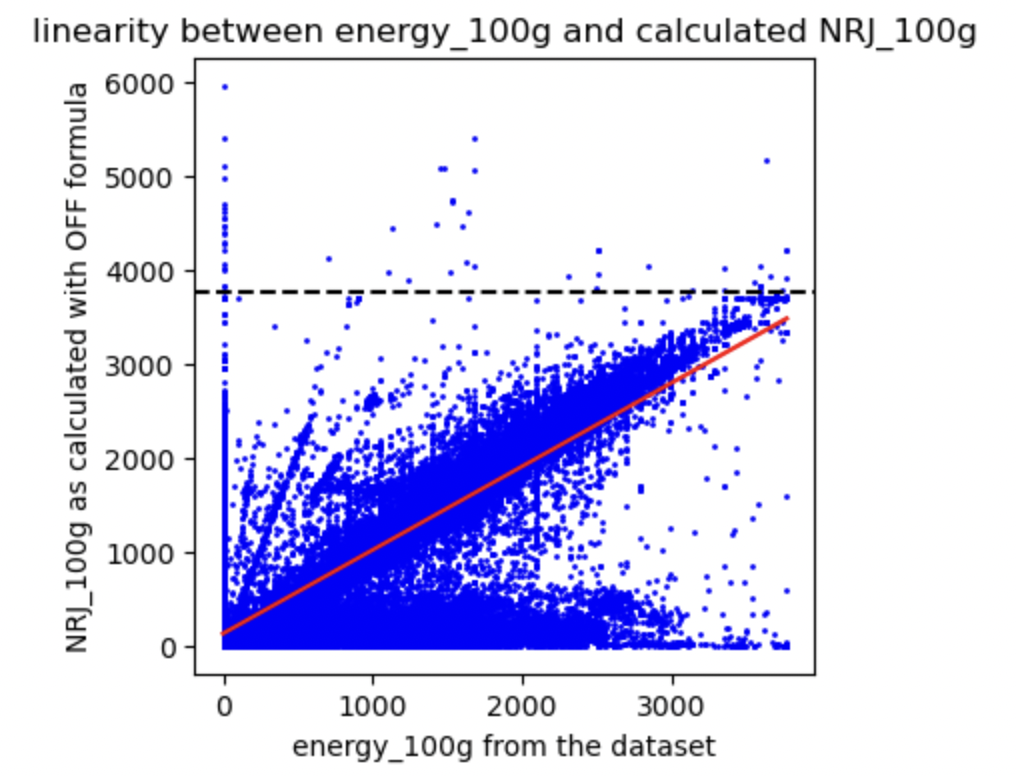 linearity between energy_100g and calculated NRJ_100g
NRJ_100g as calculated with OFF formula
6000
5000
4000
3000
2000
1000
0
0 1000 2000 3000
energy_100g from the dataset